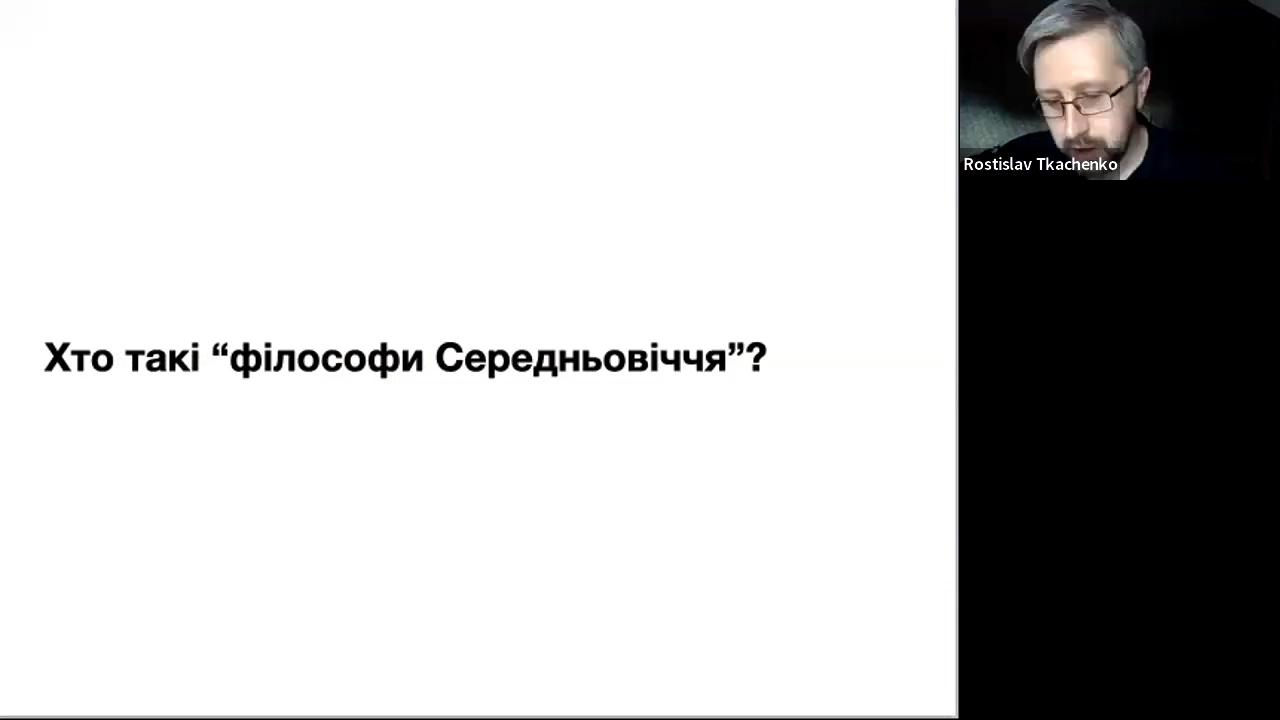 Хто такі “філософи Середньовіччя”?
Rostislav Tkachenko